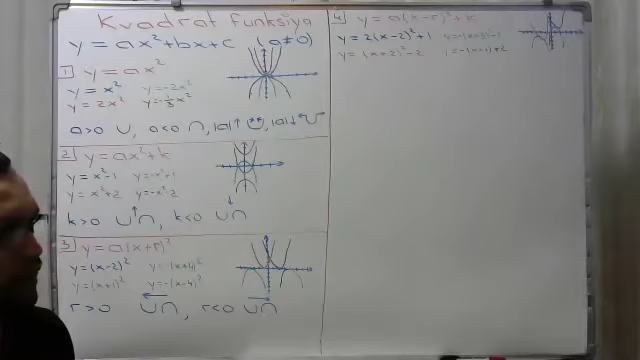 Kvadrat funksiya
y = ax² + bx + c (a≠0)
1 y = ax²
y = x² y = -2x²
y = 2x² y = -½x²
a>0 ∪, a<0 ∩, |a|↑ |a|↓
2 y = ax² + k
y = x² - 1 y = -x² + 1
y = x² + 2 y = -x² - 2
k>0 ↑ ∪∩, k<0 ↓ ∪∩
3 y = a(x+r)²
y = (x-2)² y = -(x+4)²
y = (x+1)² y = -(x-4)²
r>0 ← ∪∩, r<0 → ∪∩
4 y = a(x-r)² + k
y = 2(x-2)² + 1
y = (x+2)² - 2